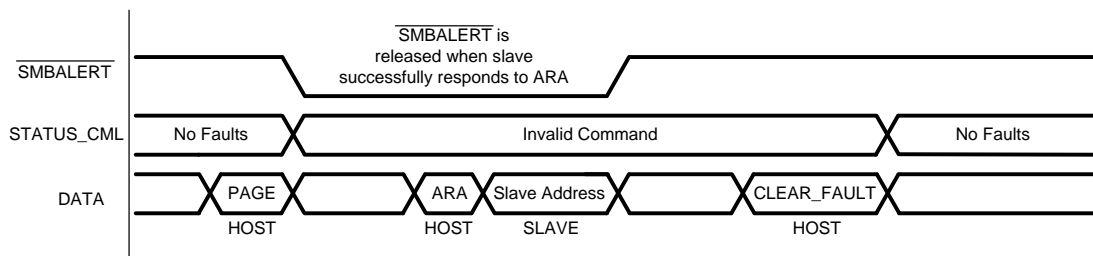 SMBALERT is
released when slave
successfully responds to ARA
SMBALERT
STATUS_CML No Faults Invalid Command No Faults
DATA PAGE ARA Slave Address CLEAR_FAULT
HOST HOST SLAVE HOST